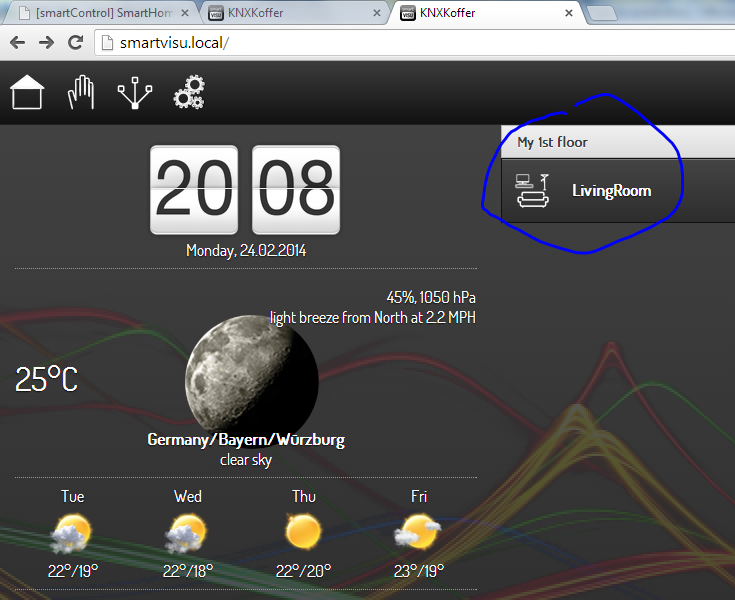 [smartControl] SmartHom
KNXKoffer
KNXKoffer
smartvisu.local/
My 1st floor
LivingRoom
20 08
Monday, 24.02.2014
45%, 1050 hPa
light breeze from North at 2.2 MPH
25°C
Germany/Bayern/Würzburg
clear sky
Tue Wed Thu Fri
22°/19° 22°/18° 22°/20° 23°/19°